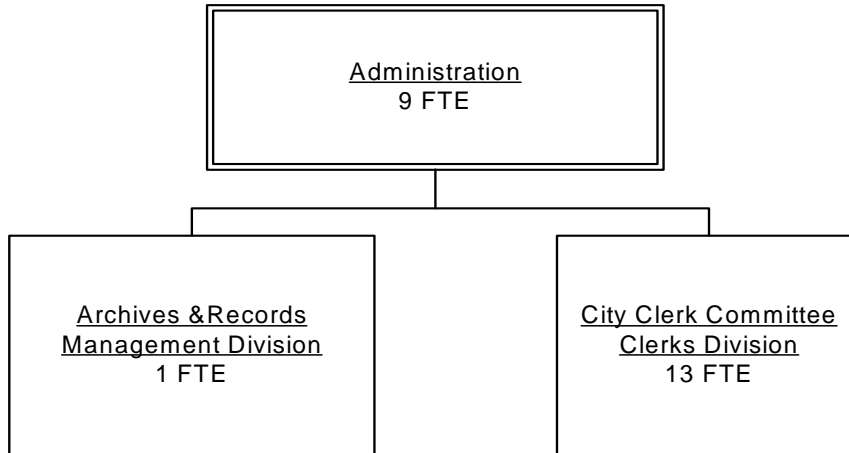 Administration
9 FTE
Archives &Records
Management Division
1 FTE
City Clerk Committee
Clerks Division
13 FTE